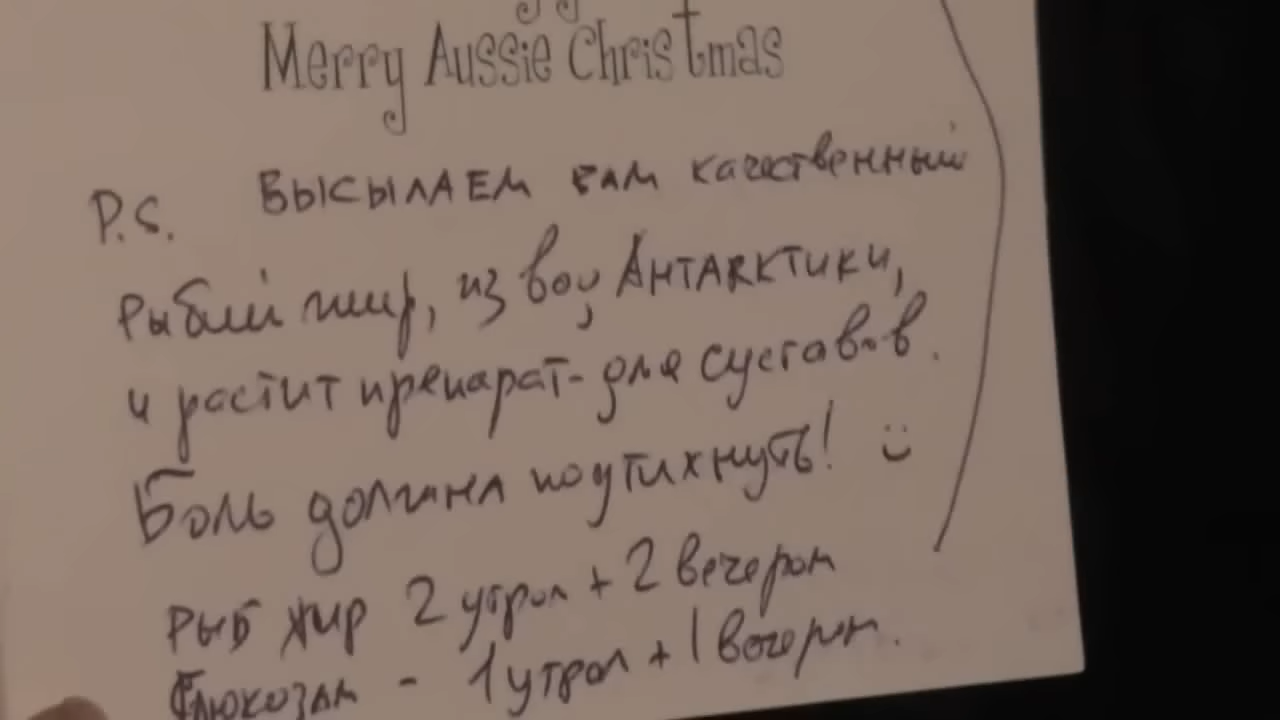 Merry Aussie Christmas
P.S. ВЫСЫЛАЕМ ВАМ качественный
Рыбий жир, из вод АНТАРКТИКИ,
и растит препарат - для суставов.
Боль должна поутихнуть! ..
РЫБ жир 2 утром + 2 вечером
Глюкозам - 1 утром + 1 вечером.